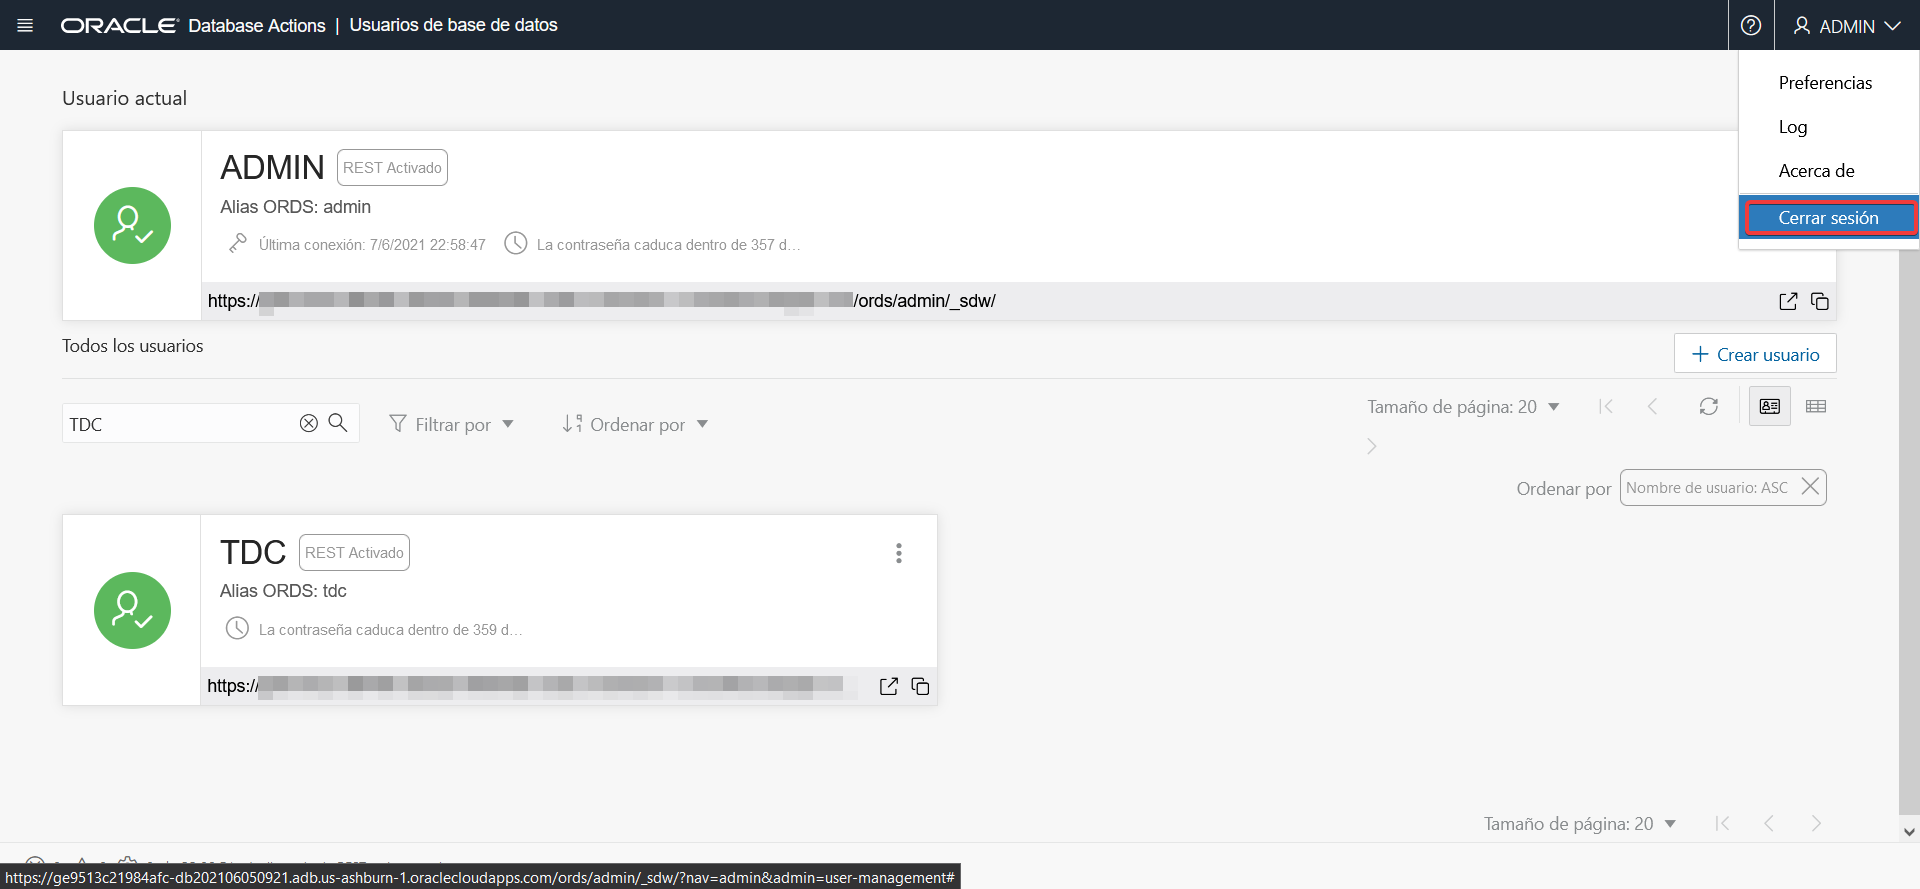 ORACLE Database Actions | Usuarios de base de datos
ADMIN
Preferencias
Log
Acerca de
Cerrar sesión
Usuario actual
ADMIN REST Activado
Alias ORDS: admin
Última conexión: 7/6/2021 22:58:47 La contraseña caduca dentro de 357 d...
https:// /ords/admin/_sdw/
Todos los usuarios
Crear usuario
TDC
Filtrar por
Ordenar por
Tamaño de página: 20
Ordenar por Nombre de usuario: ASC
TDC REST Activado
Alias ORDS: tdc
La contraseña caduca dentro de 359 d...
https://
Tamaño de página: 20
https://ge9513c21984afc-db202106050921.adb.us-ashburn-1.oraclecloudapps.com/ords/admin/_sdw/?nav=admin&admin=user-management#